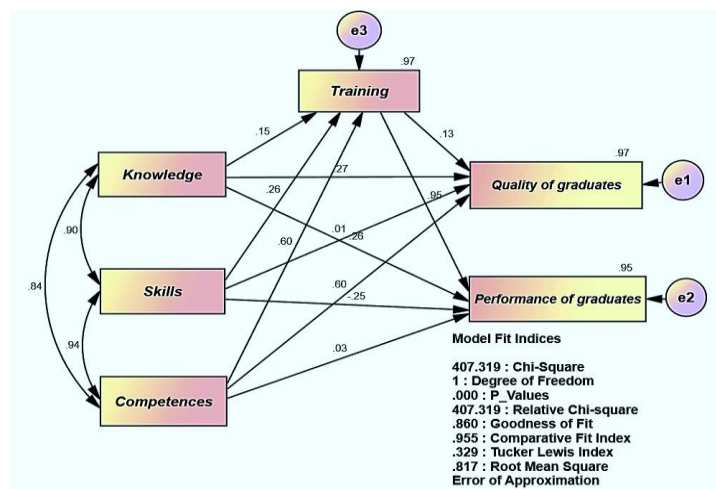 e3
.97
Training
.15
.13
.97
Knowledge
.27
Quality of graduates
e1
.26
.95
.90
.01
.26
.60
.95
.84
Skills
.60
-.25
Performance of graduates
e2
.94
.03
Competences
Model Fit Indices
407.319 : Chi-Square
1 : Degree of Freedom
.000 : P_Values
407.319 : Relative Chi-square
.860 : Goodness of Fit
.955 : Comparative Fit Index
.329 : Tucker Lewis Index
.817 : Root Mean Square
Error of Approximation